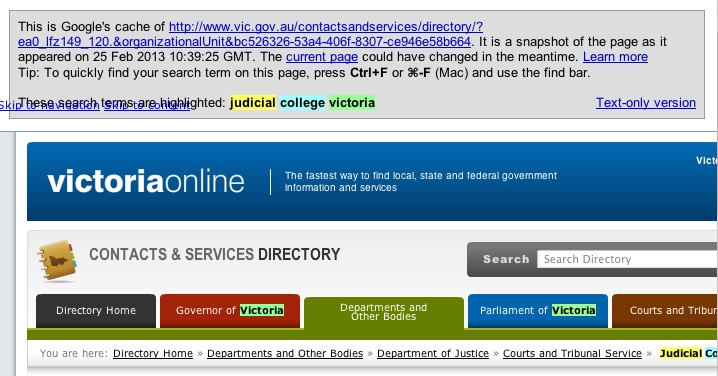 This is Google's cache of http://www.vic.gov.au/contactsandservices/directory/?
ea0_lfz149_120.&organizationalUnit&bc526326-53a4-406f-8307-ce946e58b664. It is a snapshot of the page as it
appeared on 25 Feb 2013 10:39:25 GMT. The current page could have changed in the meantime. Learn more
Tip: To quickly find your search term on this page, press Ctrl+F or ⌘-F (Mac) and use the find bar.
Skip to navigation Skip to content
These search terms are highlighted: judicial college victoria Text-only version
victoriaonline
The fastest way to find local, state and federal government
information and services
CONTACTS & SERVICES DIRECTORY
Search Search Directory
Directory Home Governor of Victoria Departments and
Other Bodies Parliament of Victoria Courts and
You are here: Directory Home » Departments and Other Bodies » Department of Justice » Courts and Tribunal Service » Judicial